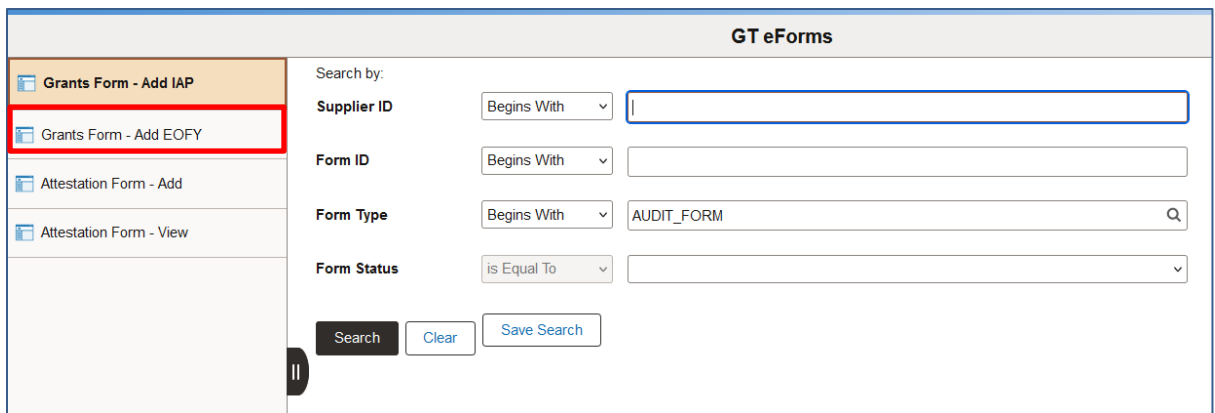 GT eForms
Grants Form - Add IAP
Grants Form - Add EOFY
Attestation Form - Add
Attestation Form - View
Search by:
Supplier ID Begins With
Form ID Begins With
Form Type Begins With AUDIT_FORM
Form Status is Equal To
Search Clear Save Search